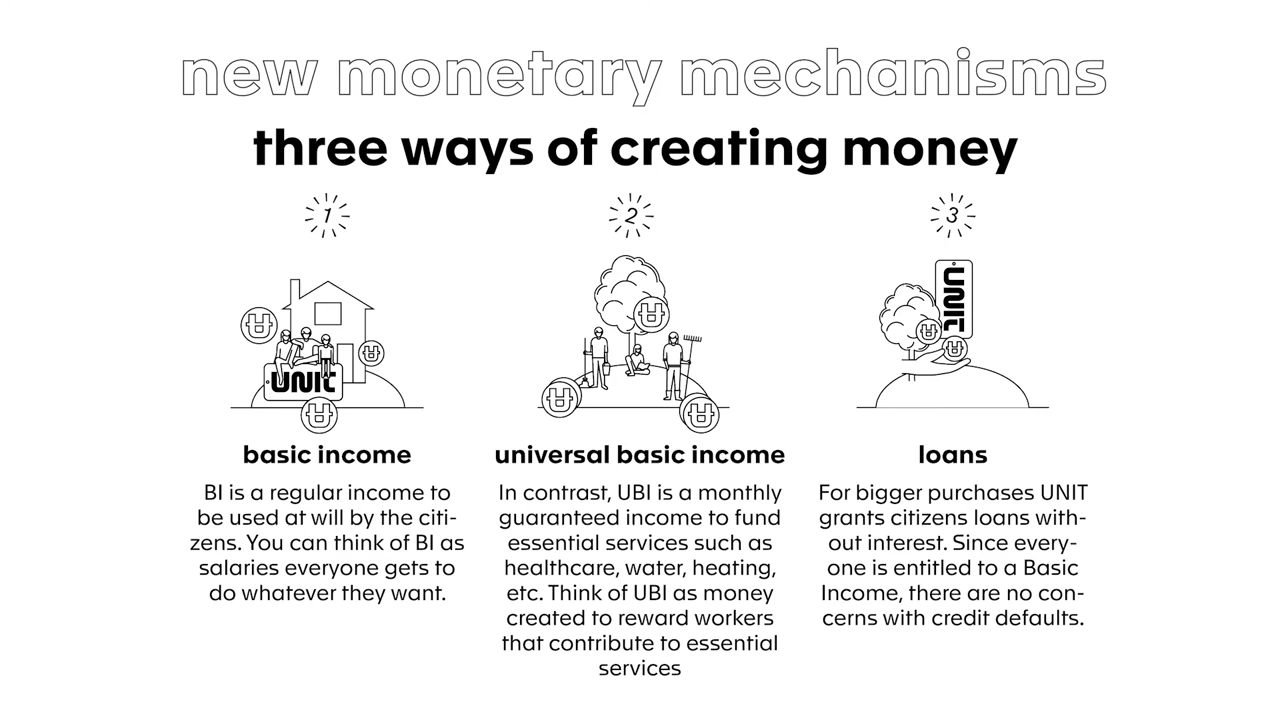 new monetary mechanisms
three ways of creating money
1
2
3
UNIT
UNIT
basic income
universal basic income
loans
BI is a regular income to
be used at will by the citi-
zens. You can think of BI as
salaries everyone gets to
do whatever they want.
In contrast, UBI is a monthly
guaranteed income to fund
essential services such as
healthcare, water, heating,
etc. Think of UBI as money
created to reward workers
that contribute to essential
services
For bigger purchases UNIT
grants citizens loans with-
out interest. Since every-
one is entitled to a Basic
Income, there are no con-
cerns with credit defaults.